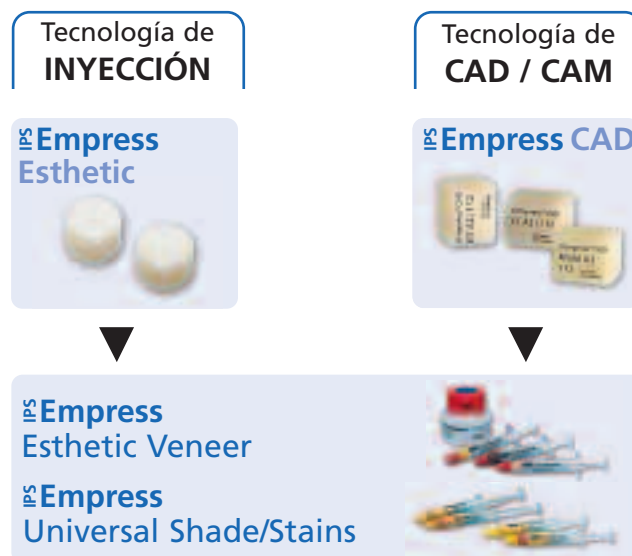 Tecnología de
INYECCIÓN
Tecnología de
CAD / CAM
IPS Empress
Esthetic
IPS Empress CAD
IPS Empress
Esthetic Veneer
IPS Empress
Universal Shade/Stains